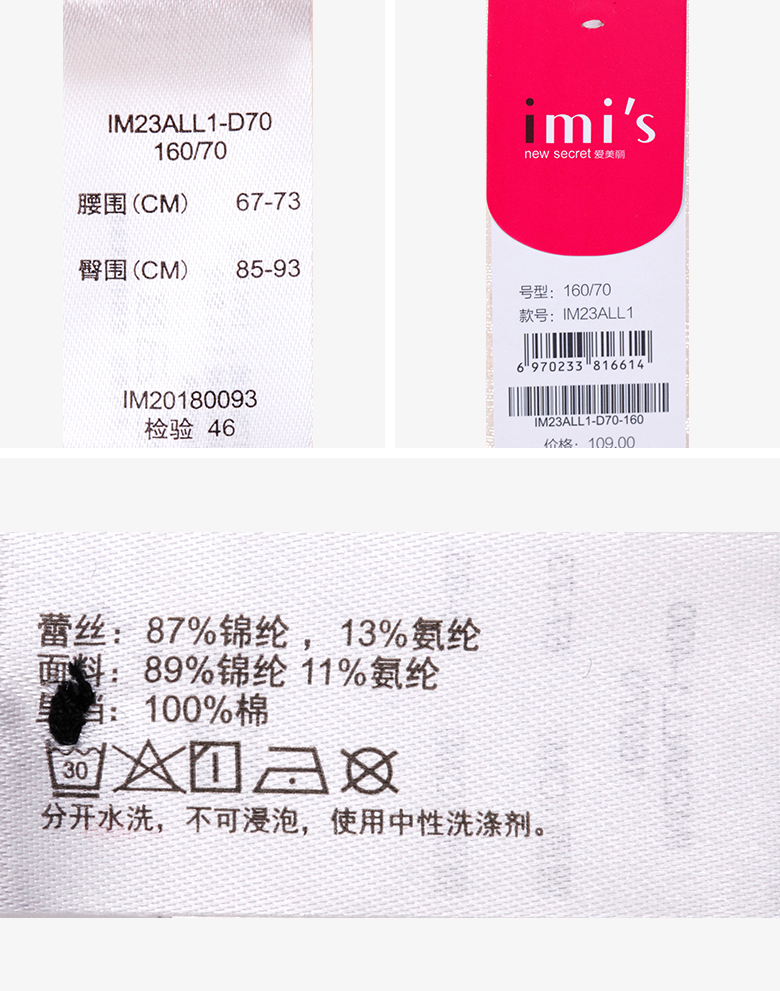 IM23ALL1-D70
160/70
腰围(CM) 67-73
臀围(CM) 85-93
IM20180093
检验 46
imi's
new secret 爱美丽
号型: 160/70
款号: IM23ALL1
6 970233 816614
IM23ALL1-D70-160
价格: 109.00
蕾丝: 87%锦纶, 13%氨纶
面料: 89%锦纶 11%氨纶
裆: 100%棉
30
分开水洗, 不可浸泡, 使用中性洗涤剂。